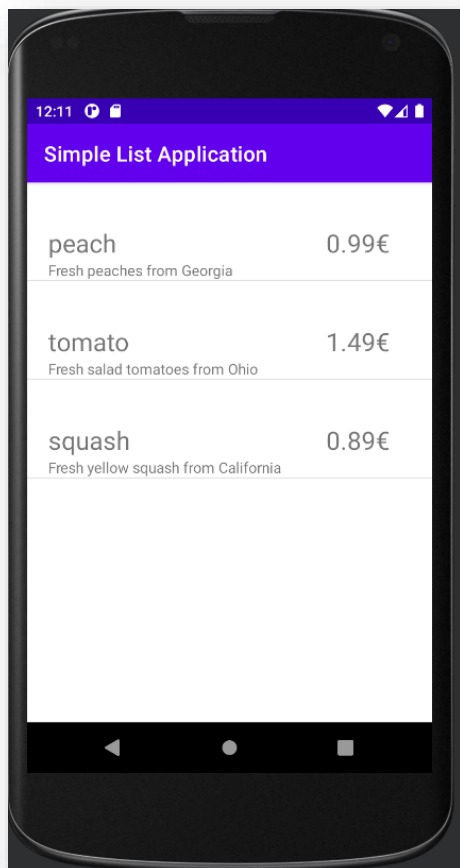 12:11
Simple List Application
peach 0.99€
Fresh peaches from Georgia
tomato 1.49€
Fresh salad tomatoes from Ohio
squash 0.89€
Fresh yellow squash from California